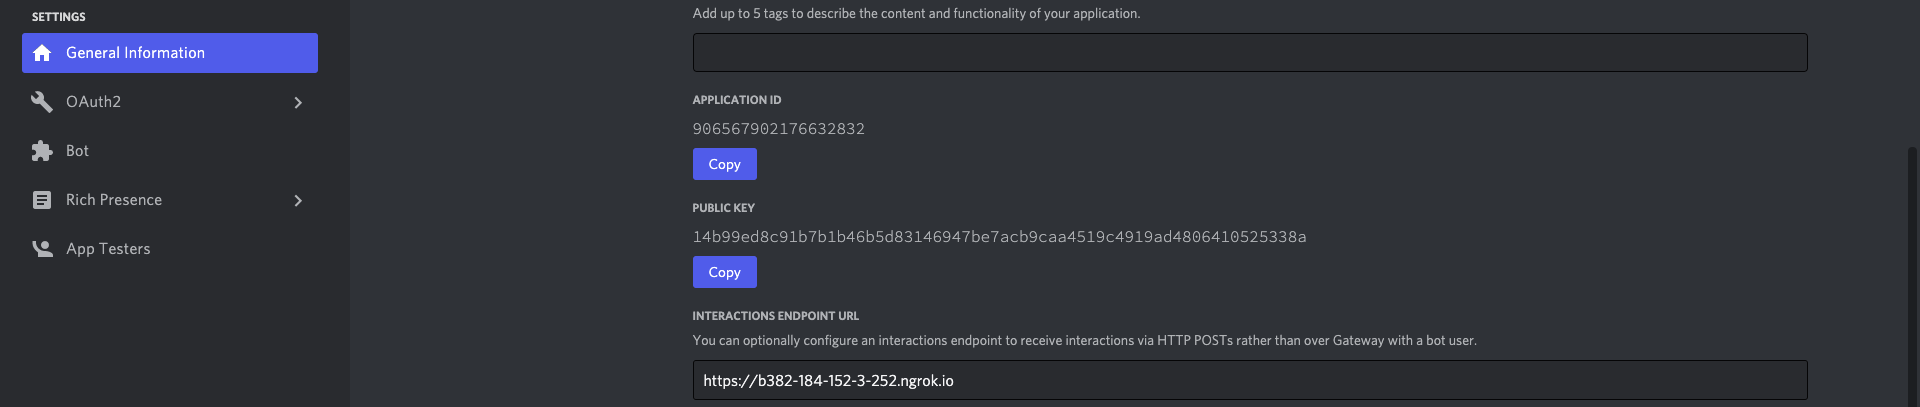 SETTINGS
General Information
OAuth2
Bot
Rich Presence
App Testers
Add up to 5 tags to describe the content and functionality of your application.
APPLICATION ID
906567902176632832
Copy
PUBLIC KEY
14b99ed8c91b7b1b46b5d83146947be7acb9caa4519c4919ad4806410525338a
Copy
INTERACTIONS ENDPOINT URL
You can optionally configure an interactions endpoint to receive interactions via HTTP POSTs rather than over Gateway with a bot user.
https://b382-184-152-3-252.ngrok.io